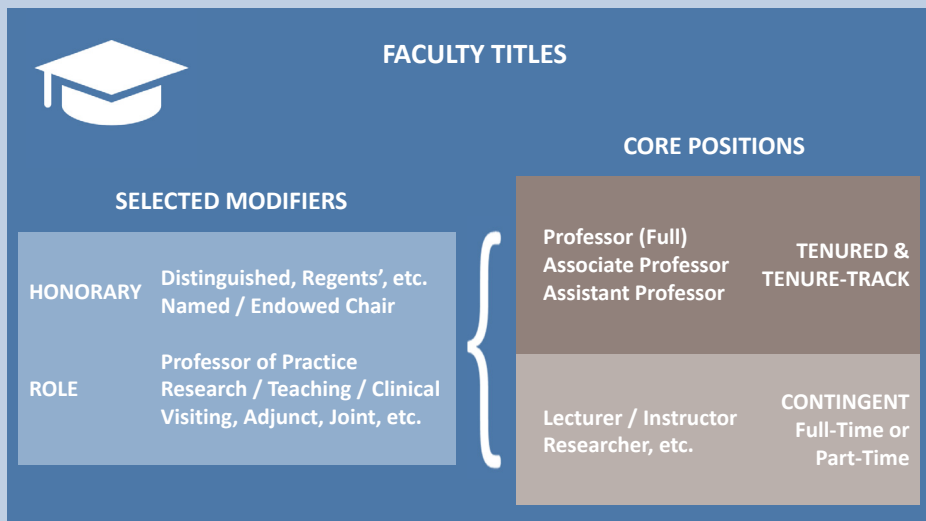 FACULTY TITLES
CORE POSITIONS
SELECTED MODIFIERS
HONORARY
Distinguished, Regents', etc.
Named / Endowed Chair
ROLE
Professor of Practice
Research / Teaching / Clinical
Visiting, Adjunct, Joint, etc.
Professor (Full)
Associate Professor
Assistant Professor
TENURED &
TENURE-TRACK
Lecturer / Instructor
Researcher, etc.
CONTINGENT
Full-Time or
Part-Time